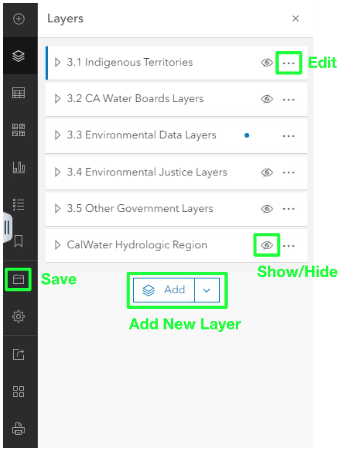 Layers
3.1 Indigenous Territories
Edit
3.2 CA Water Boards Layers
3.3 Environmental Data Layers
3.4 Environmental Justice Layers
3.5 Other Government Layers
CalWater Hydrologic Region
Show/Hide
Save
Add
Add New Layer